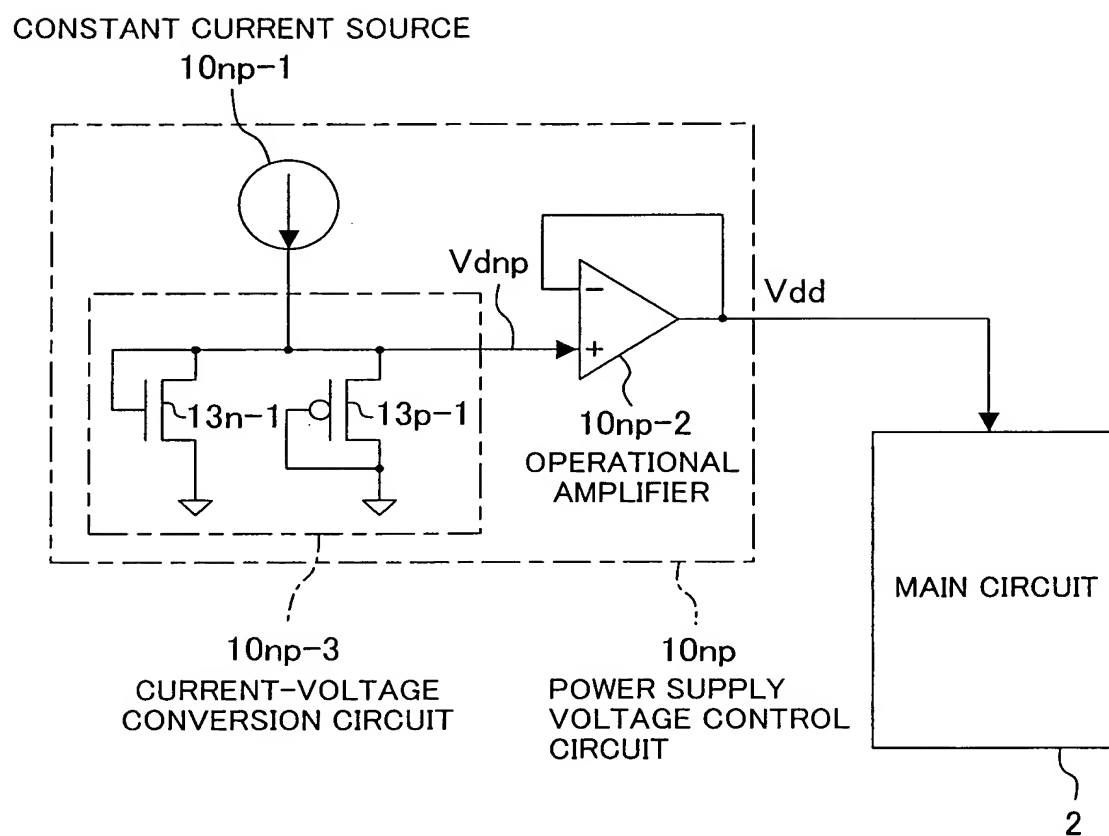 CONSTANT CURRENT SOURCE
10np-1
Vdnp
Vdd
−
+
13n-1
13p-1
10np-2
OPERATIONAL
AMPLIFIER
MAIN CIRCUIT
10np-3
CURRENT-VOLTAGE
CONVERSION CIRCUIT
10np
POWER SUPPLY
VOLTAGE CONTROL
CIRCUIT
2